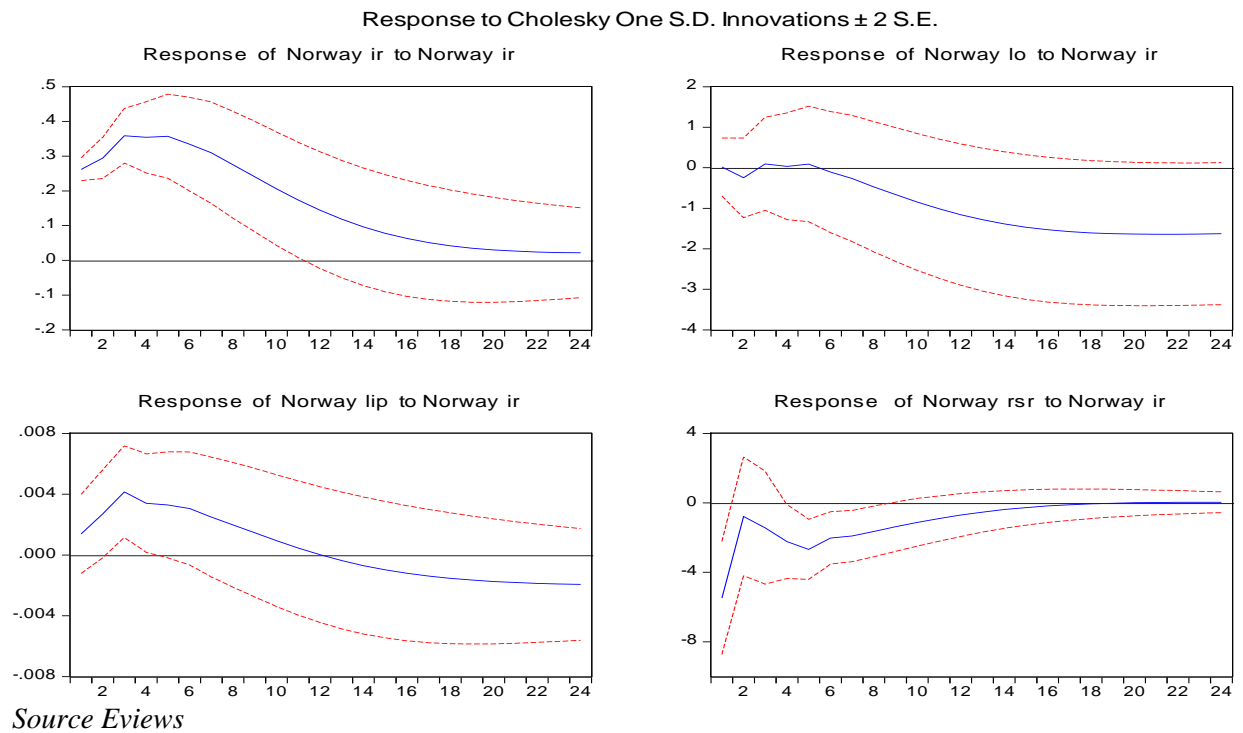 Response to Cholesky One S.D. Innovations ± 2 S.E.
Response of Norway ir to Norway ir
.5
.4
.3
.2
.1
.0
-.1
-.2
2 4 6 8 10 12 14 16 18 20 22 24
Response of Norway lo to Norway ir
2
1
0
-1
-2
-3
-4
2 4 6 8 10 12 14 16 18 20 22 24
Response of Norway lip to Norway ir
.008
.004
.000
-.004
-.008
2 4 6 8 10 12 14 16 18 20 22 24
Response of Norway rsr to Norway ir
4
0
-4
-8
2 4 6 8 10 12 14 16 18 20 22 24
Source Eviews